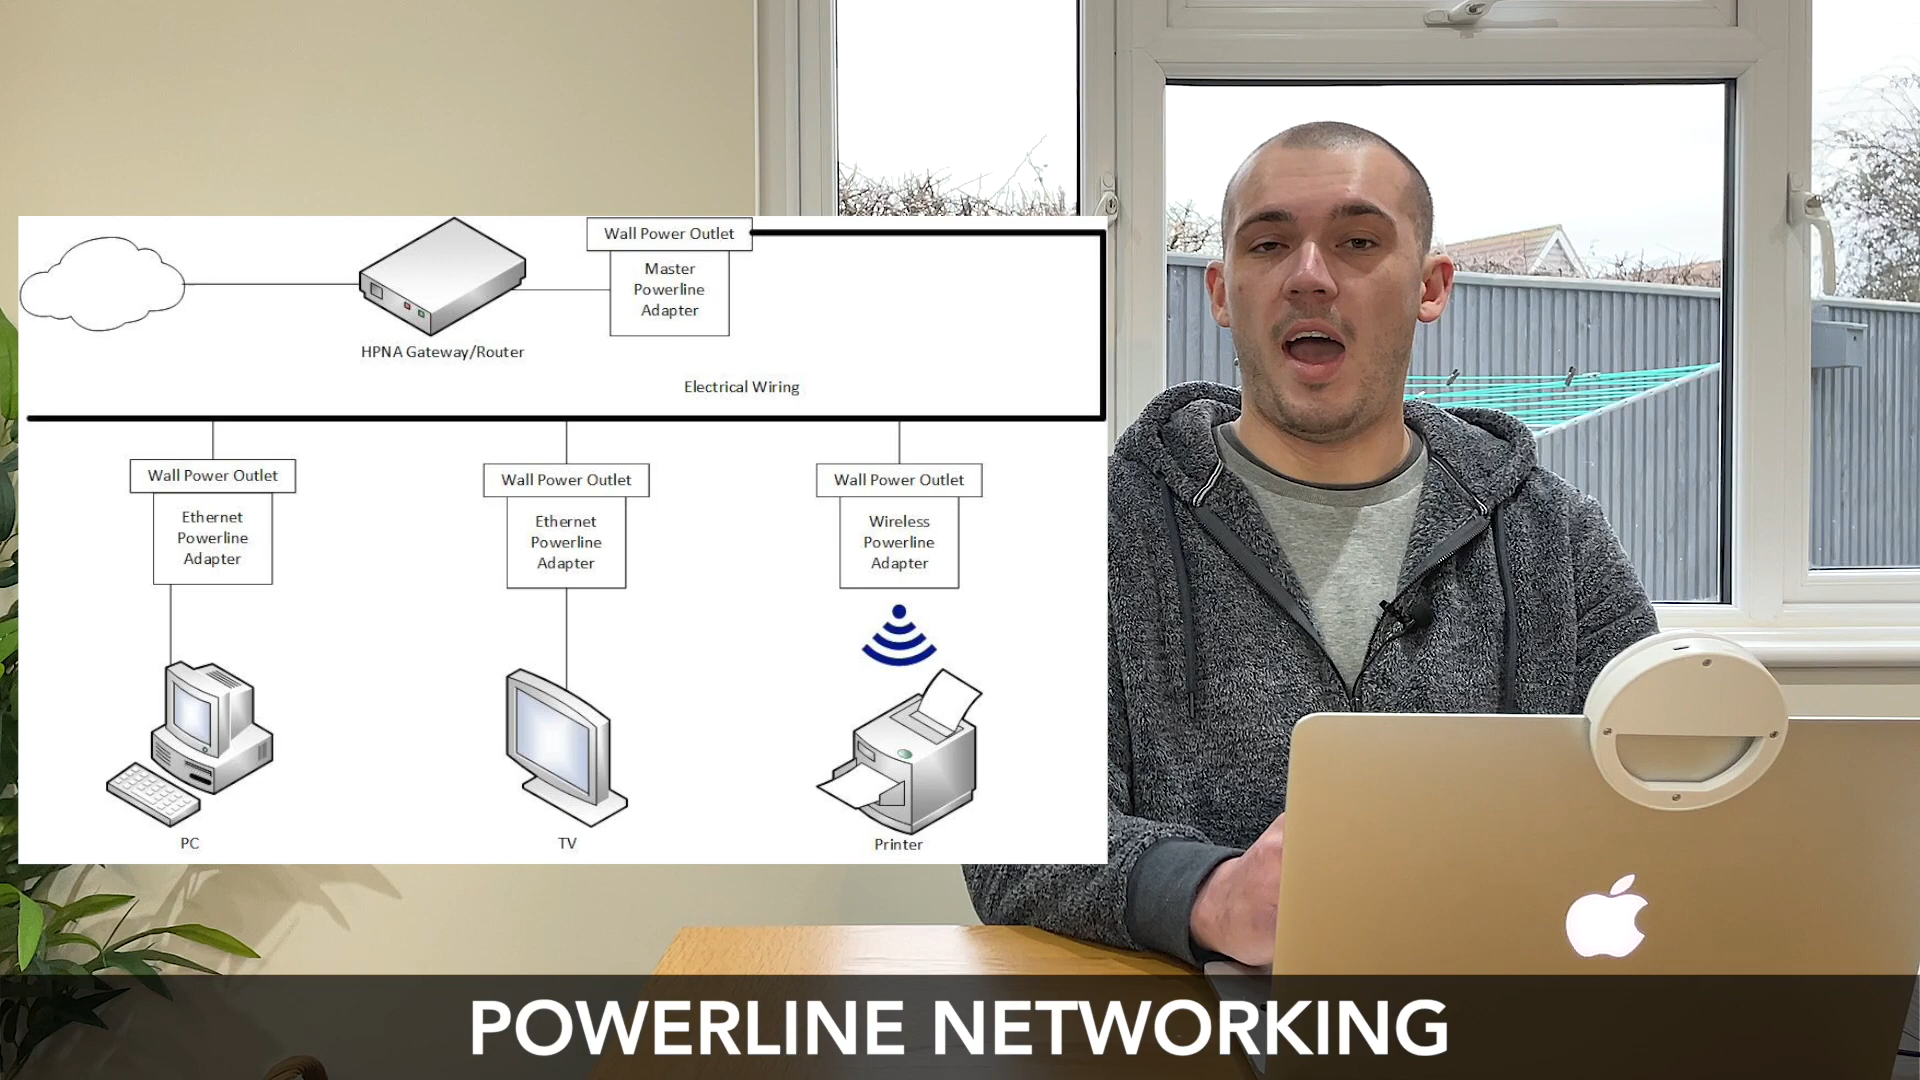 Wall Power Outlet
Master
Powerline
Adapter
HPNA Gateway/Router
Electrical Wiring
Wall Power Outlet
Ethernet
Powerline
Adapter
PC
Wall Power Outlet
Ethernet
Powerline
Adapter
TV
Wall Power Outlet
Wireless
Powerline
Adapter
Printer
POWERLINE NETWORKING